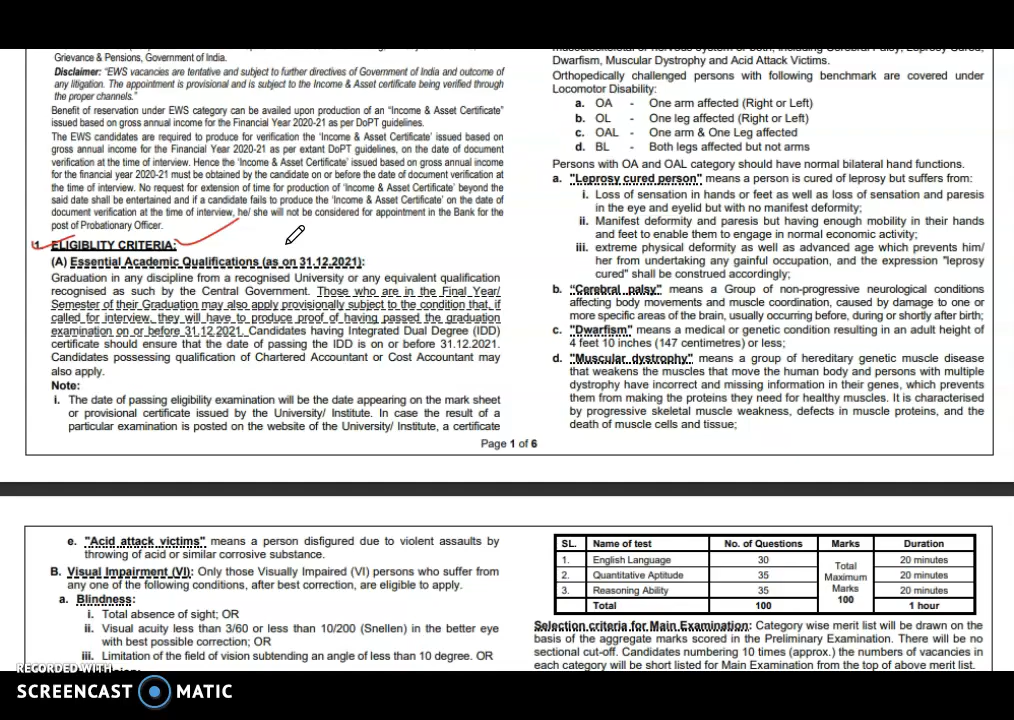 Grievance & Pensions, Government of India.
Disclaimer: "EWS vacancies are tentative and subject to further directives of Government of India and outcome of
any litigation. The appointment is provisional and is subject to the Income & Asset certificate being verified through
the proper channels."
Benefit of reservation under EWS category can be availed upon production of an "Income & Asset Certificate"
issued based on gross annual income for the Financial Year 2020-21 as per DoPT guidelines.
The EWS candidates are required to produce for verification the 'Income & Asset Certificate' issued based on
gross annual income for the Financial Year 2020-21 as per extant DoPT guidelines, on the date of document
verification at the time of interview. Hence the 'Income & Asset Certificate' issued based on gross annual income
for the financial year 2020-21 must be obtained by the candidate on or before the date of document verification at
the time of interview. No request for extension of time for production of 'Income & Asset Certificate' beyond the
said date shall be entertained and if a candidate fails to produce the 'Income & Asset Certificate' on the date of
document verification at the time of interview, he/ she will not be considered for appointment in the Bank for the
post of Probationary Officer.
1. ELIGIBLITY CRITERIA:
(A) Essential Academic Qualifications (as on 31.12.2021):
Graduation in any discipline from a recognised University or any equivalent qualification
recognised as such by the Central Government. Those who are in the Final Year/
Semester of their Graduation may also apply provisionally subject to the condition that, if
called for interview, they will have to produce proof of having passed the graduation
examination on or before 31.12.2021. Candidates having Integrated Dual Degree (IDD)
certificate should ensure that the date of passing the IDD is on or before 31.12.2021.
Candidates possessing qualification of Chartered Accountant or Cost Accountant may
also apply.
Note:
i. The date of passing eligibility examination will be the date appearing on the mark sheet
or provisional certificate issued by the University/ Institute. In case the result of a
particular examination is posted on the website of the University/ Institute, a certificate
musculoskeletal or nervous system or both, including Cerebral Palsy, Leprosy Cured,
Dwarfism, Muscular Dystrophy and Acid Attack Victims.
Orthopedically challenged persons with following benchmark are covered under
Locomotor Disability:
a. OA - One arm affected (Right or Left)
b. OL - One leg affected (Right or Left)
c. OAL - One arm & One Leg affected
d. BL - Both legs affected but not arms
Persons with OA and OAL category should have normal bilateral hand functions.
a. "Leprosy cured person" means a person is cured of leprosy but suffers from:
i. Loss of sensation in hands or feet as well as loss of sensation and paresis
in the eye and eyelid but with no manifest deformity;
ii. Manifest deformity and paresis but having enough mobility in their hands
and feet to enable them to engage in normal economic activity;
iii. extreme physical deformity as well as advanced age which prevents him/
her from undertaking any gainful occupation, and the expression "leprosy
cured" shall be construed accordingly;
b. "Cerebral palsy" means a Group of non-progressive neurological conditions
affecting body movements and muscle coordination, caused by damage to one or
more specific areas of the brain, usually occurring before, during or shortly after birth;
c. "Dwarfism" means a medical or genetic condition resulting in an adult height of
4 feet 10 inches (147 centimetres) or less;
d. "Muscular dystrophy" means a group of hereditary genetic muscle disease
that weakens the muscles that move the human body and persons with multiple
dystrophy have incorrect and missing information in their genes, which prevents
them from making the proteins they need for healthy muscles. It is characterised
by progressive skeletal muscle weakness, defects in muscle proteins, and the
death of muscle cells and tissue;
Page 1 of 6
e. "Acid attack victims" means a person disfigured due to violent assaults by
throwing of acid or similar corrosive substance.
B. Visual Impairment (VI): Only those Visually Impaired (VI) persons who suffer from
any one of the following conditions, after best correction, are eligible to apply.
a. Blindness:
i. Total absence of sight; OR
ii. Visual acuity less than 3/60 or less than 10/200 (Snellen) in the better eye
with best possible correction; OR
iii. Limitation of the field of vision subtending an angle of less than 10 degree. OR
SL. Name of test No. of Questions Marks Duration
1. English Language 30 Total Maximum Marks 100 20 minutes
2. Quantitative Aptitude 35 20 minutes
3. Reasoning Ability 35 20 minutes
Total 100 1 hour
Selection criteria for Main Examination: Category wise merit list will be drawn on the
basis of the aggregate marks scored in the Preliminary Examination. There will be no
sectional cut-off. Candidates numbering 10 times (approx.) the numbers of vacancies in
each category will be short listed for Main Examination from the top of above merit list.
RECORDED WITH
SCREENCAST MATIC